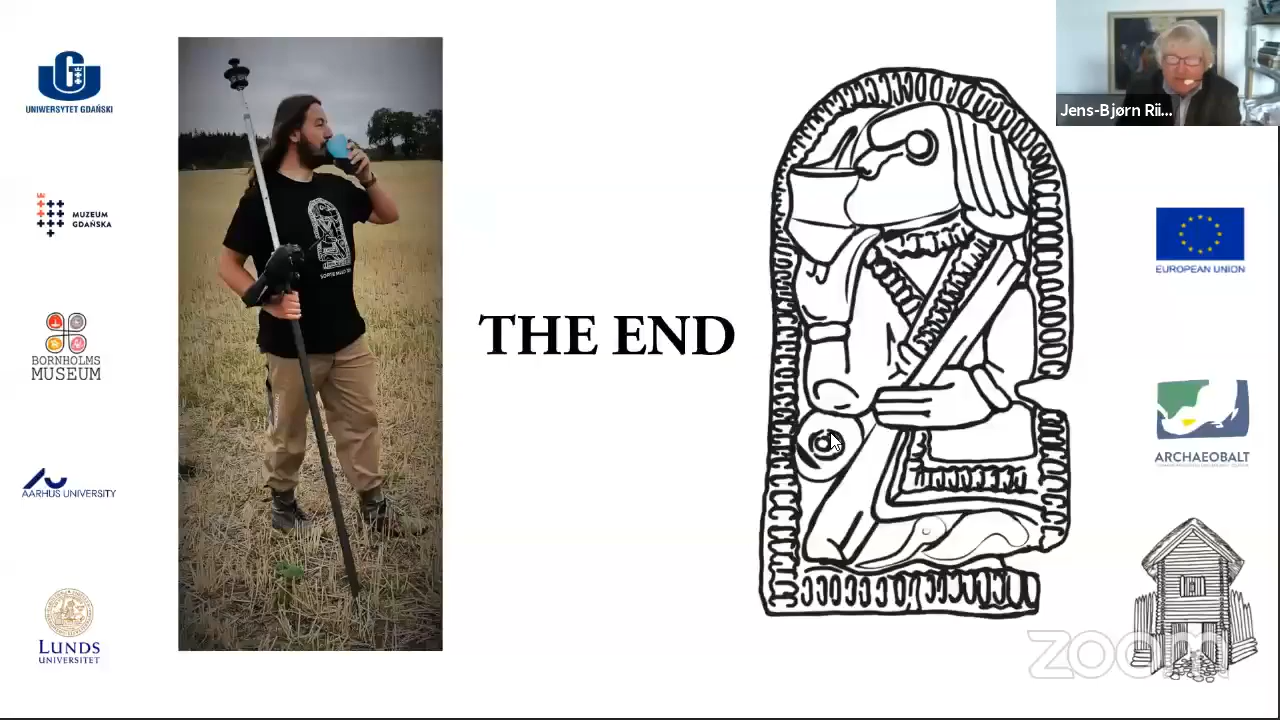 UNIWERSYTET GDAŃSKI
MUZEUM
GDAŃSKA
BORNHOLMS
MUSEUM
AARHUS UNIVERSITY
LUNDS
UNIVERSITET
THE END
Jens-Bjørn Rii...
EUROPEAN UNION
ARCHAEOBALT
zoom